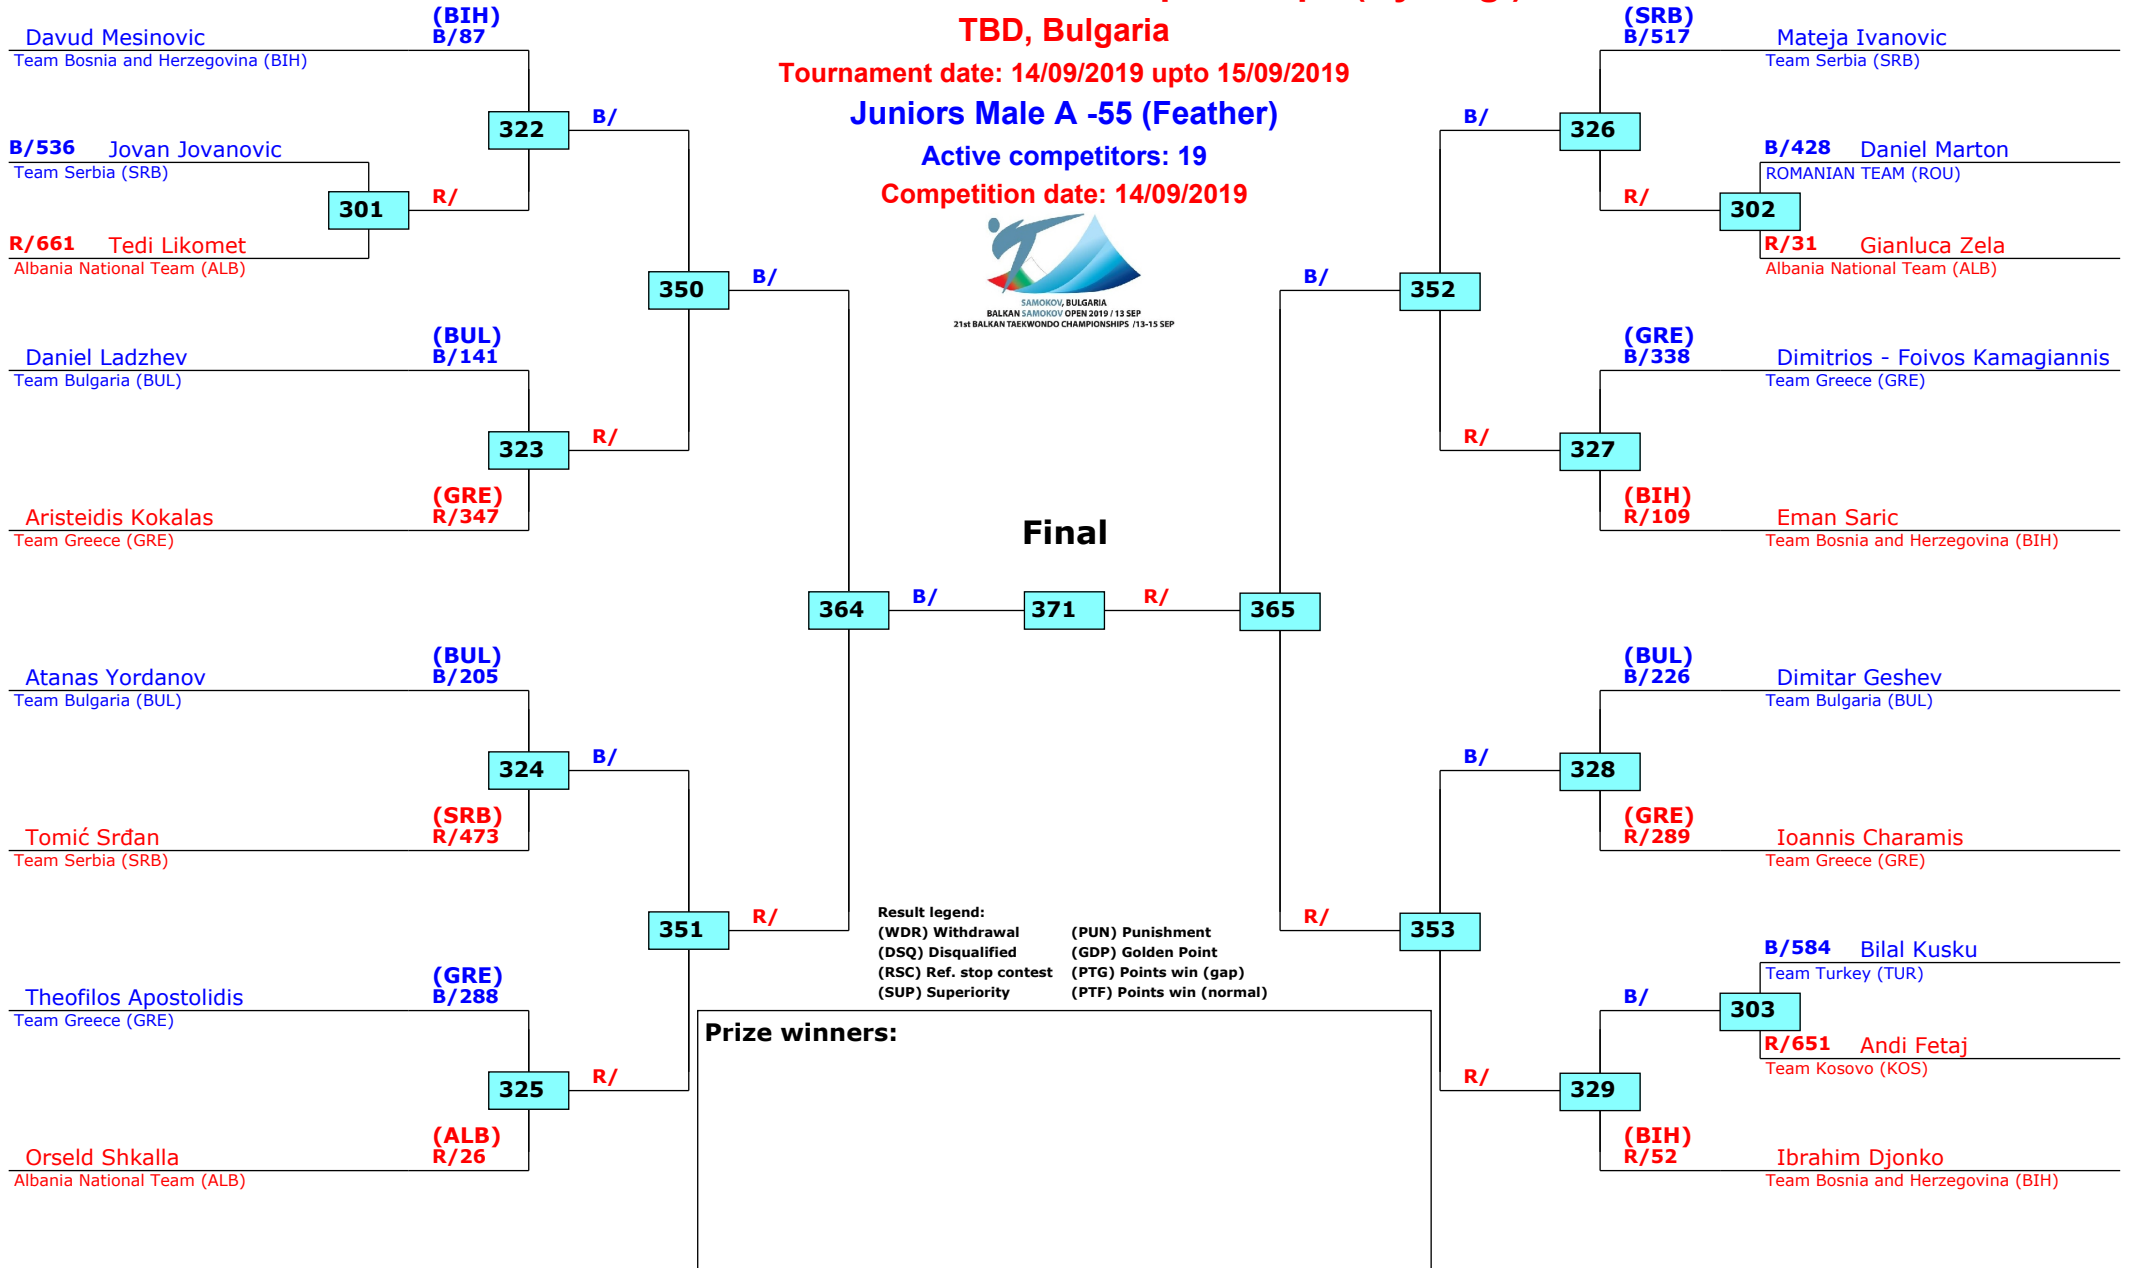 TBD, Bulgaria
Tournament date: 14/09/2019 upto 15/09/2019
Juniors Male A -55 (Feather)
Active competitors: 19
Competition date: 14/09/2019
SAMOKOV, BULGARIA
BALKAN SAMOKOV OPEN 2019 / 13 SEP
21st BALKAN TAEKWONDO CHAMPIONSHIPS /13-15 SEP
(BIH)
Davud Mesinovic B/87
Team Bosnia and Herzegovina (BIH)
322 B/
B/536 Jovan Jovanovic
Team Serbia (SRB)
301 R/
R/661 Tedi Likomet
Albania National Team (ALB)
350 B/
(BUL)
Daniel Ladzhev B/141
Team Bulgaria (BUL)
323 R/
(GRE)
Aristeidis Kokalas R/347
Team Greece (GRE)
364 B/
(BUL)
Atanas Yordanov B/205
Team Bulgaria (BUL)
324 B/
(SRB)
Tomić Srđan R/473
Team Serbia (SRB)
351 R/
(GRE)
Theofilos Apostolidis B/288
Team Greece (GRE)
325 R/
(ALB)
Orseld Shkalla R/26
Albania National Team (ALB)
Final
371
(SRB)
B/517 Mateja Ivanovic
Team Serbia (SRB)
B/ 326
B/428 Daniel Marton
ROMANIAN TEAM (ROU)
R/ 302
R/31 Gianluca Zela
Albania National Team (ALB)
B/ 352
(GRE)
B/338 Dimitrios - Foivos Kamagiannis
Team Greece (GRE)
R/ 327
(BIH)
R/109 Eman Saric
Team Bosnia and Herzegovina (BIH)
R/ 365
(BUL)
B/226 Dimitar Geshev
Team Bulgaria (BUL)
B/ 328
(GRE)
R/289 Ioannis Charamis
Team Greece (GRE)
R/ 353
B/584 Bilal Kusku
Team Turkey (TUR)
B/ 303
R/651 Andi Fetaj
Team Kosovo (KOS)
R/ 329
(BIH)
R/52 Ibrahim Djonko
Team Bosnia and Herzegovina (BIH)
Result legend:
(WDR) Withdrawal (PUN) Punishment
(DSQ) Disqualified (GDP) Golden Point
(RSC) Ref. stop contest (PTG) Points win (gap)
(SUP) Superiority (PTF) Points win (normal)
Prize winners: